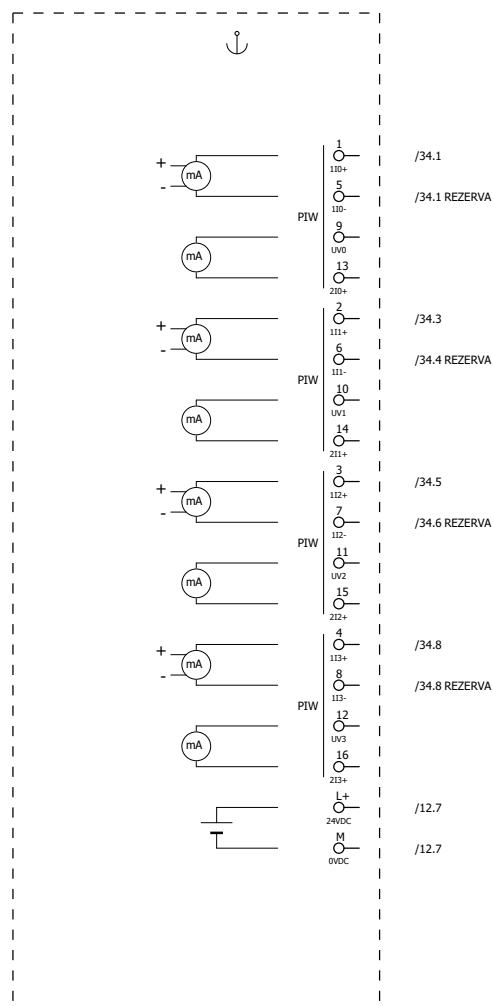 1 /34.1
+ 1I0+
mA
- 5 /34.1 REZERVA
1I0-
PIW
9
UV0
mA
13
2I0+
2 /34.3
+ 1I1+
mA
- 6 /34.4 REZERVA
1I1-
PIW
10
UV1
mA
14
2I1+
3 /34.5
+ 1I2+
mA
- 7 /34.6 REZERVA
1I2-
PIW
11
UV2
mA
15
2I2+
4 /34.8
+ 1I3+
mA
- 8 /34.8 REZERVA
1I3-
PIW
12
UV3
mA
16
2I3+
L+ /12.7
24VDC
M /12.7
0VDC